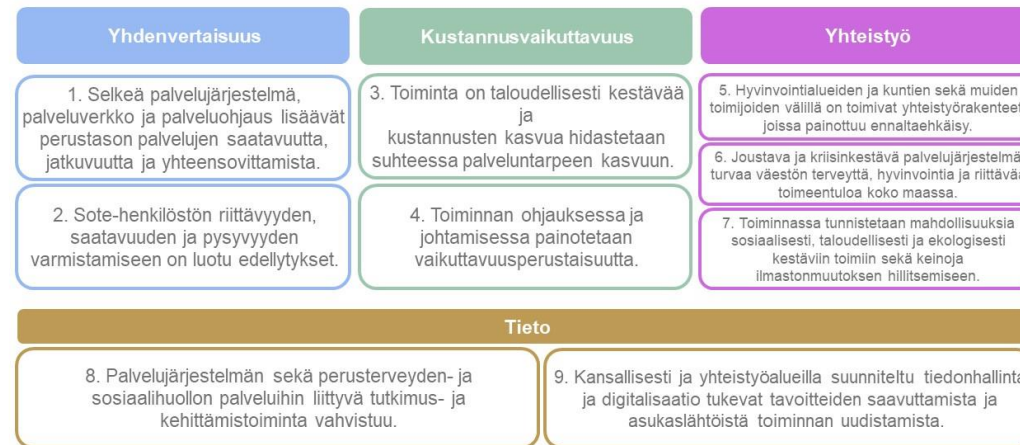 Yhdenvertaisuus
1. Selkeä palvelujärjestelmä,
palveluverkko ja palveluohjaus lisäävät
perustason palvelujen saatavuutta,
jatkuvuutta ja yhteensovittamista.
2. Sote-henkilöstön riittävyyden,
saatavuuden ja pysyvyyden
varmistamiseen on luotu edellytykset.
Kustannusvaikuttavuus
3. Toiminta on taloudellisesti kestävää
ja
kustannusten kasvua hidastetaan
suhteessa palveluntarpeen kasvuun.
4. Toiminnan ohjauksessa ja
johtamisessa painotetaan
vaikuttavuusperustaisuutta.
Yhteistyö
5. Hyvinvointialueiden ja kuntien sekä muiden
toimijoiden välillä on toimivat yhteistyörakenteet
joissa painottuu ennaltaehkäisy.
6. Joustava ja kriisinkestävä palvelujärjestelmä
turvaa väestön terveyttä, hyvinvointia ja riittävää
toimeentuloa koko maassa.
7. Toiminnassa tunnistetaan mahdollisuuksia
sosiaalisesti, taloudellisesti ja ekologisesti
kestäviin toimiin sekä keinoja
ilmastonmuutoksen hillitsemiseen.
Tieto
8. Palvelujärjestelmän sekä perusterveyden- ja
sosiaalihuollon palveluihin liittyvä tutkimus- ja
kehittämistoiminta vahvistuu.
9. Kansallisesti ja yhteistyöalueilla suunniteltu tiedonhallinta
ja digitalisaatio tukevat tavoitteiden saavuttamista ja
asukaslähtöistä toiminnan uudistamista.